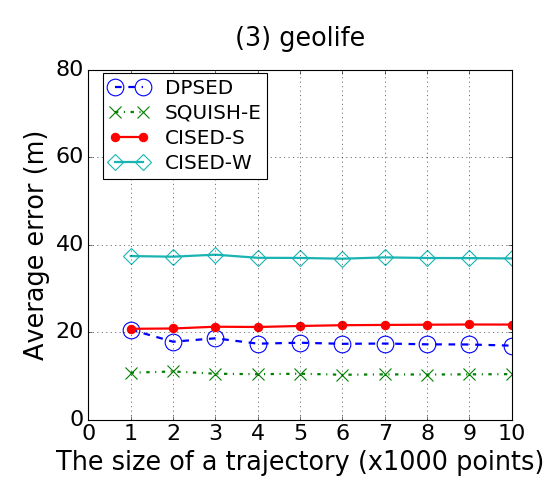 (3) geolife
80
60
40
20
0
Average error (m)
DPSED
SQUISH-E
CISED-S
CISED-W
0 1 2 3 4 5 6 7 8 9 10
The size of a trajectory (x1000 points)